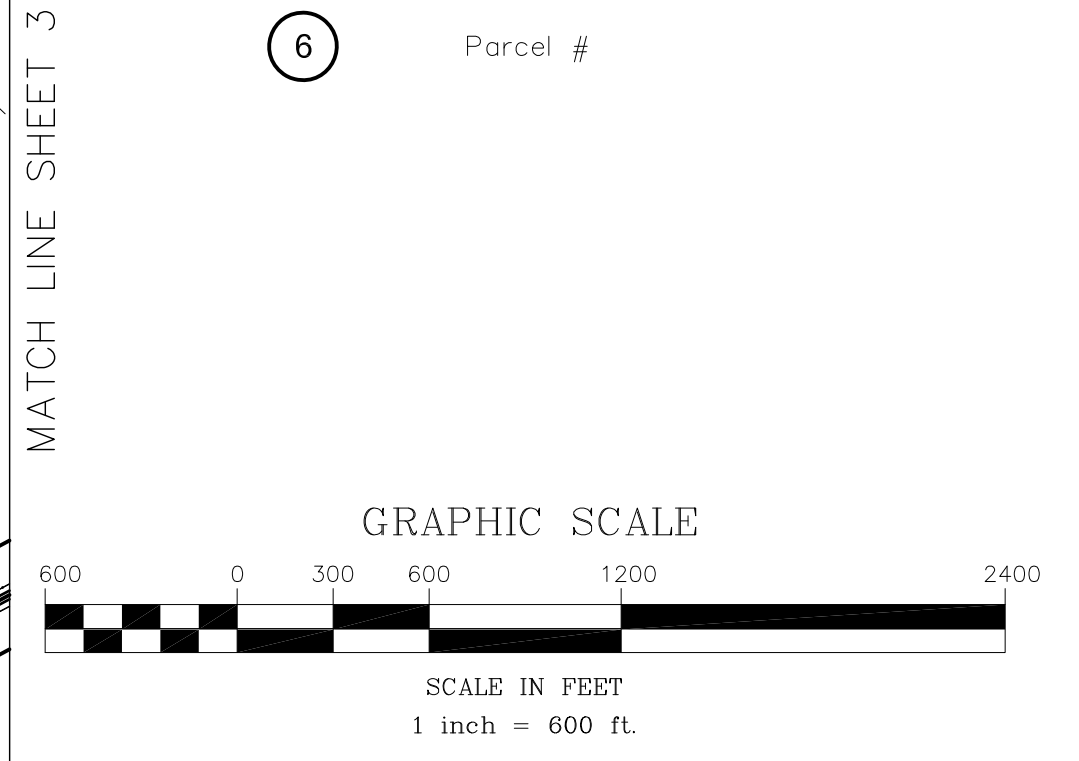 MATCH LINE SHEET 3
6 Parcel #
GRAPHIC SCALE
600 0 300 600 1200 2400
SCALE IN FEET
1 inch = 600 ft.